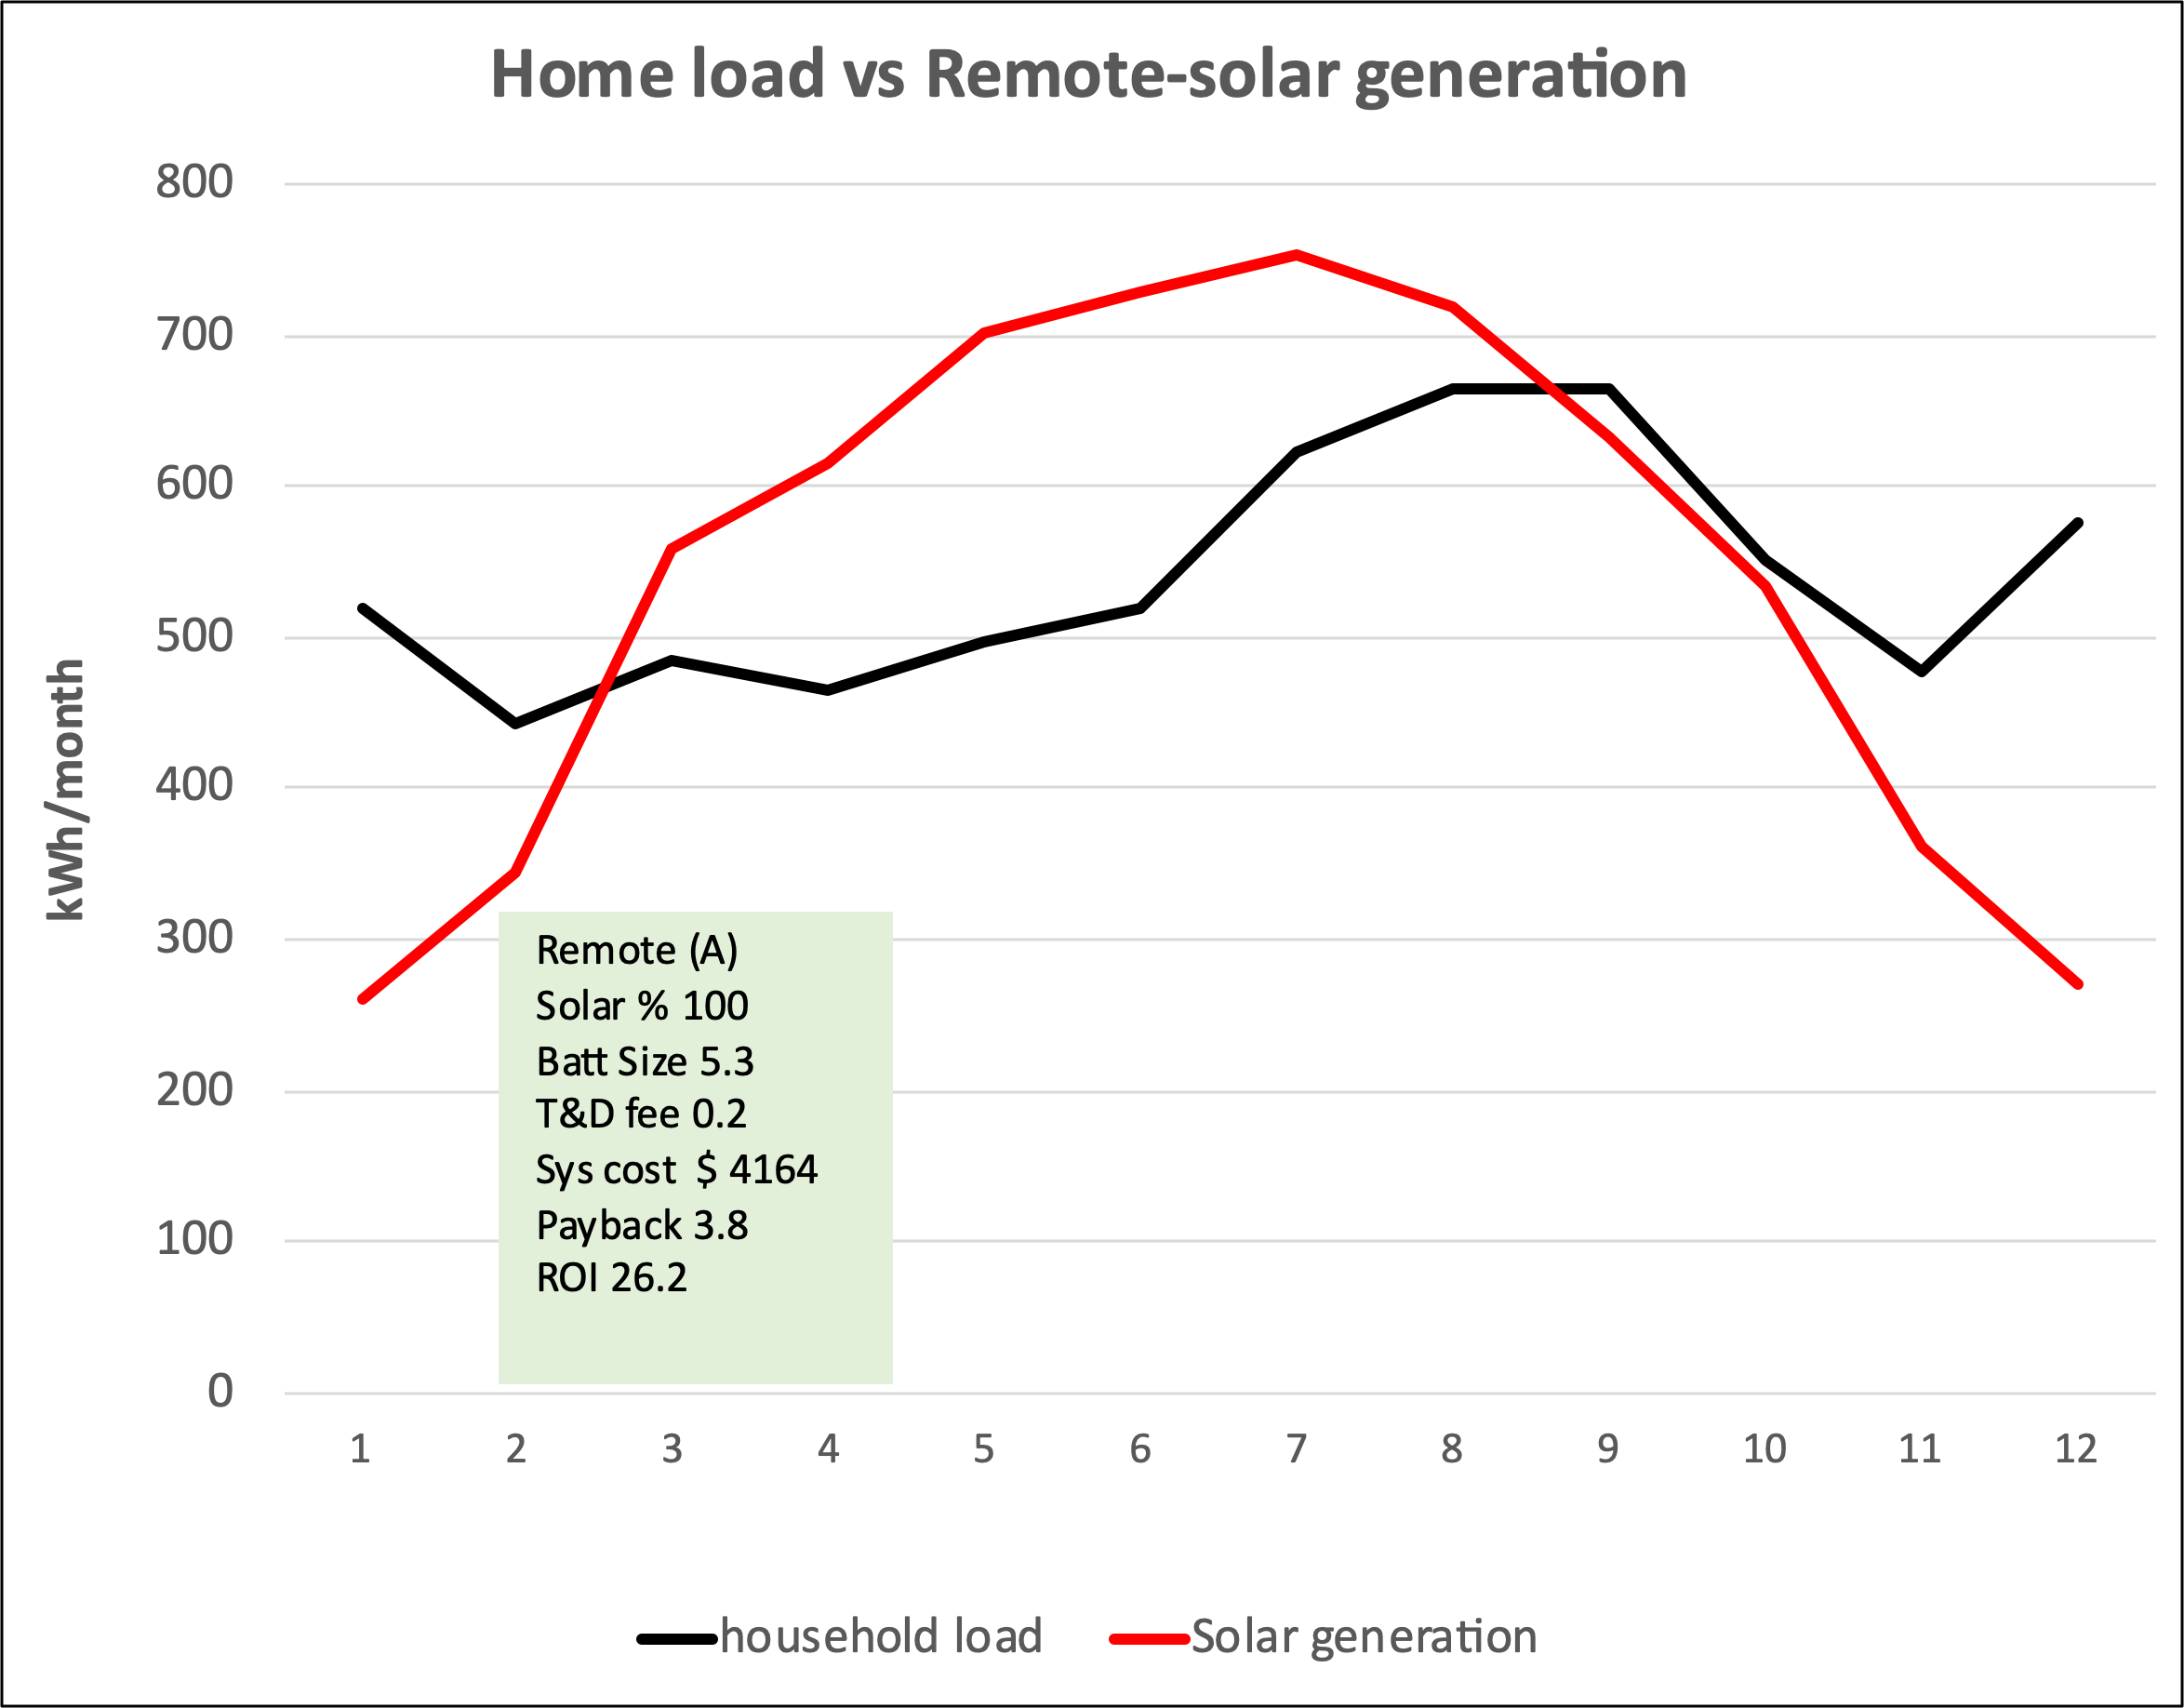 Home load vs Remote-solar generation
kWh/month
800
700
600
500
400
300
200
100
0
Remote (A)
Solar % 100
Batt Size 5.3
T&D fee 0.2
Sys cost  $ 4164
Payback 3.8
ROI 26.2
1 2 3 4 5 6 7 8 9 10 11 12
household load Solar generation